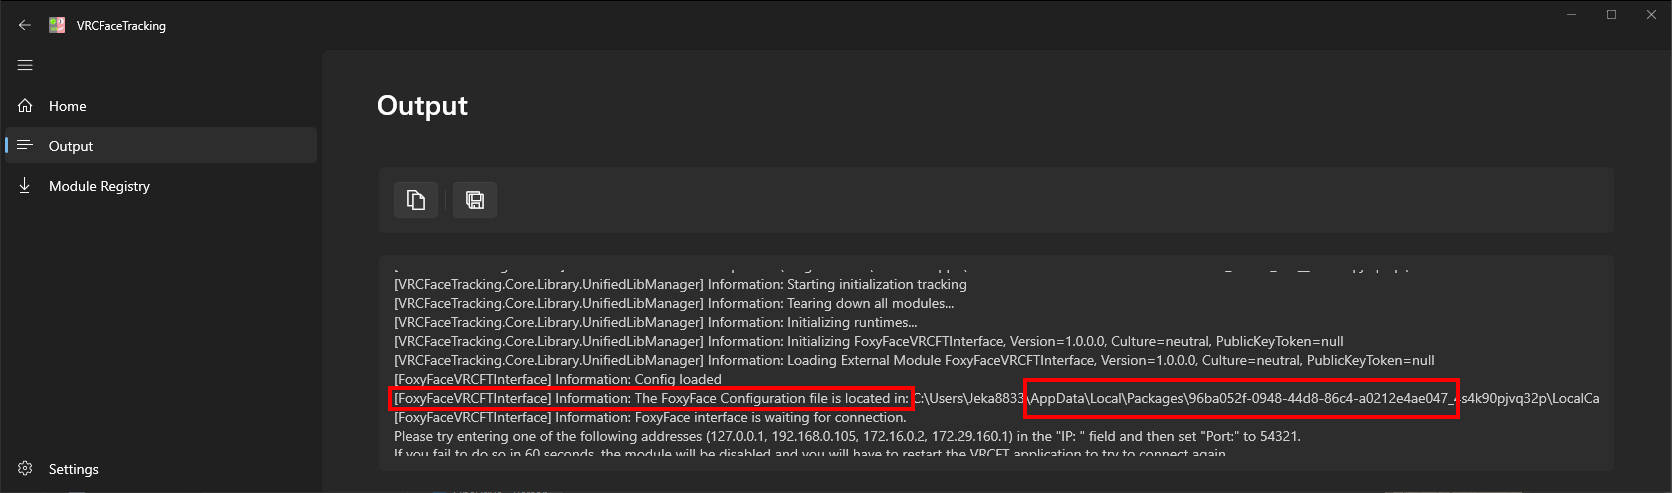 VRCFaceTracking
Home
Output
Module Registry
Settings
Output
[VRCFaceTracking.Core.Library.UnifiedLibManager] Information: Starting initialization tracking
[VRCFaceTracking.Core.Library.UnifiedLibManager] Information: Tearing down all modules...
[VRCFaceTracking.Core.Library.UnifiedLibManager] Information: Initializing runtimes...
[VRCFaceTracking.Core.Library.UnifiedLibManager] Information: Initializing FoxyFaceVRCFTInterface, Version=1.0.0.0, Culture=neutral, PublicKeyToken=null
[VRCFaceTracking.Core.Library.UnifiedLibManager] Information: Loading External Module FoxyFaceVRCFTInterface, Version=1.0.0.0, Culture=neutral, PublicKeyToken=null
[FoxyFaceVRCFTInterface] Information: Config loaded
[FoxyFaceVRCFTInterface] Information: The FoxyFace Configuration file is located in: C:\Users\Jeka8833\AppData\Local\Packages\96ba052f-0948-44d8-86c4-a0212e4ae047_4s4k90pjvq32p\LocalCa
[FoxyFaceVRCFTInterface] Information: FoxyFace interface is waiting for connection.
Please try entering one of the following addresses (127.0.0.1, 192.168.0.105, 172.16.0.2, 172.29.160.1) in the "IP: " field and then set "Port:" to 54321.
If you fail to do so in 60 seconds, the module will be disabled and you will have to restart the VRCFT application to try to connect again